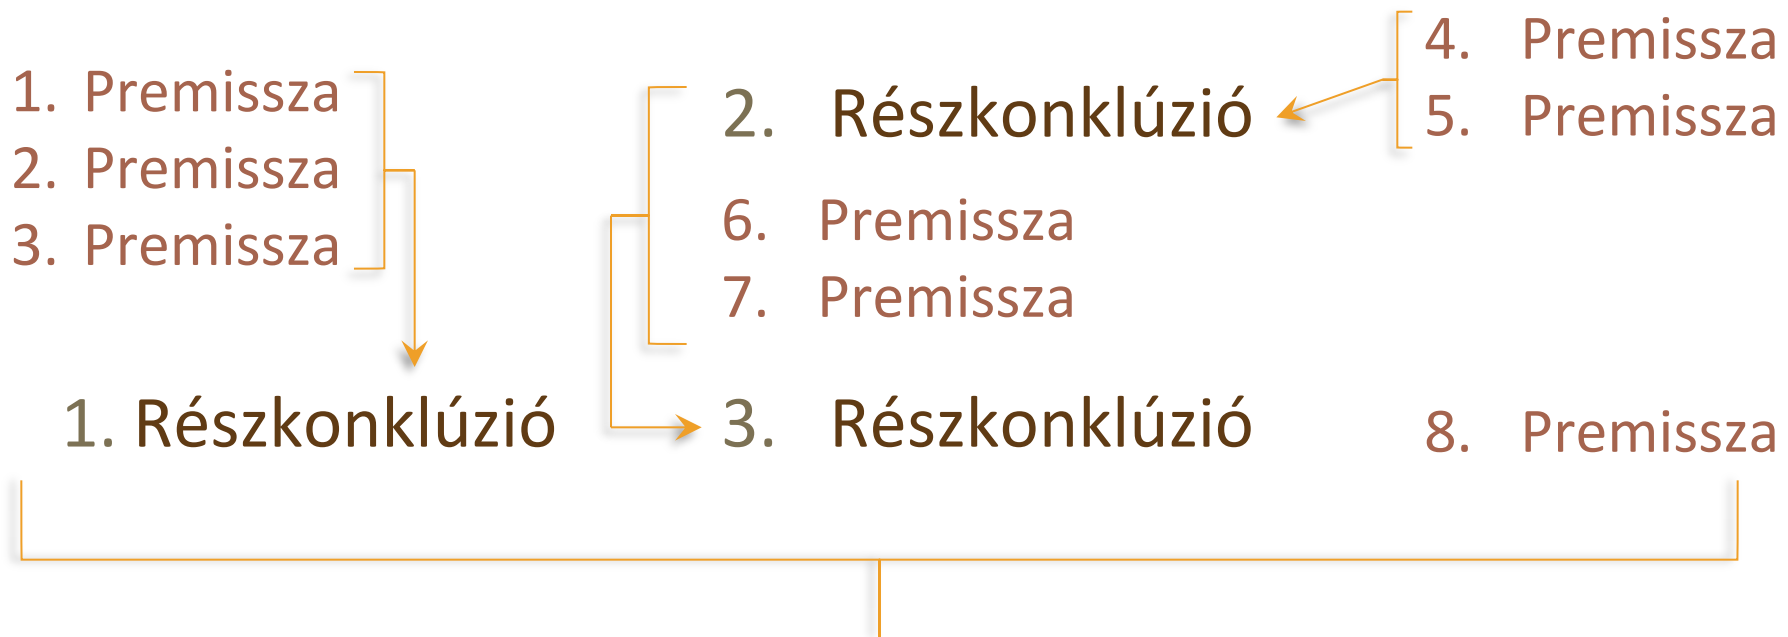 1. Premissza
2. Premissza
3. Premissza
1. Részkonklúzió
2. Részkonklúzió
6. Premissza
7. Premissza
3. Részkonklúzió
4. Premissza
5. Premissza
8. Premissza